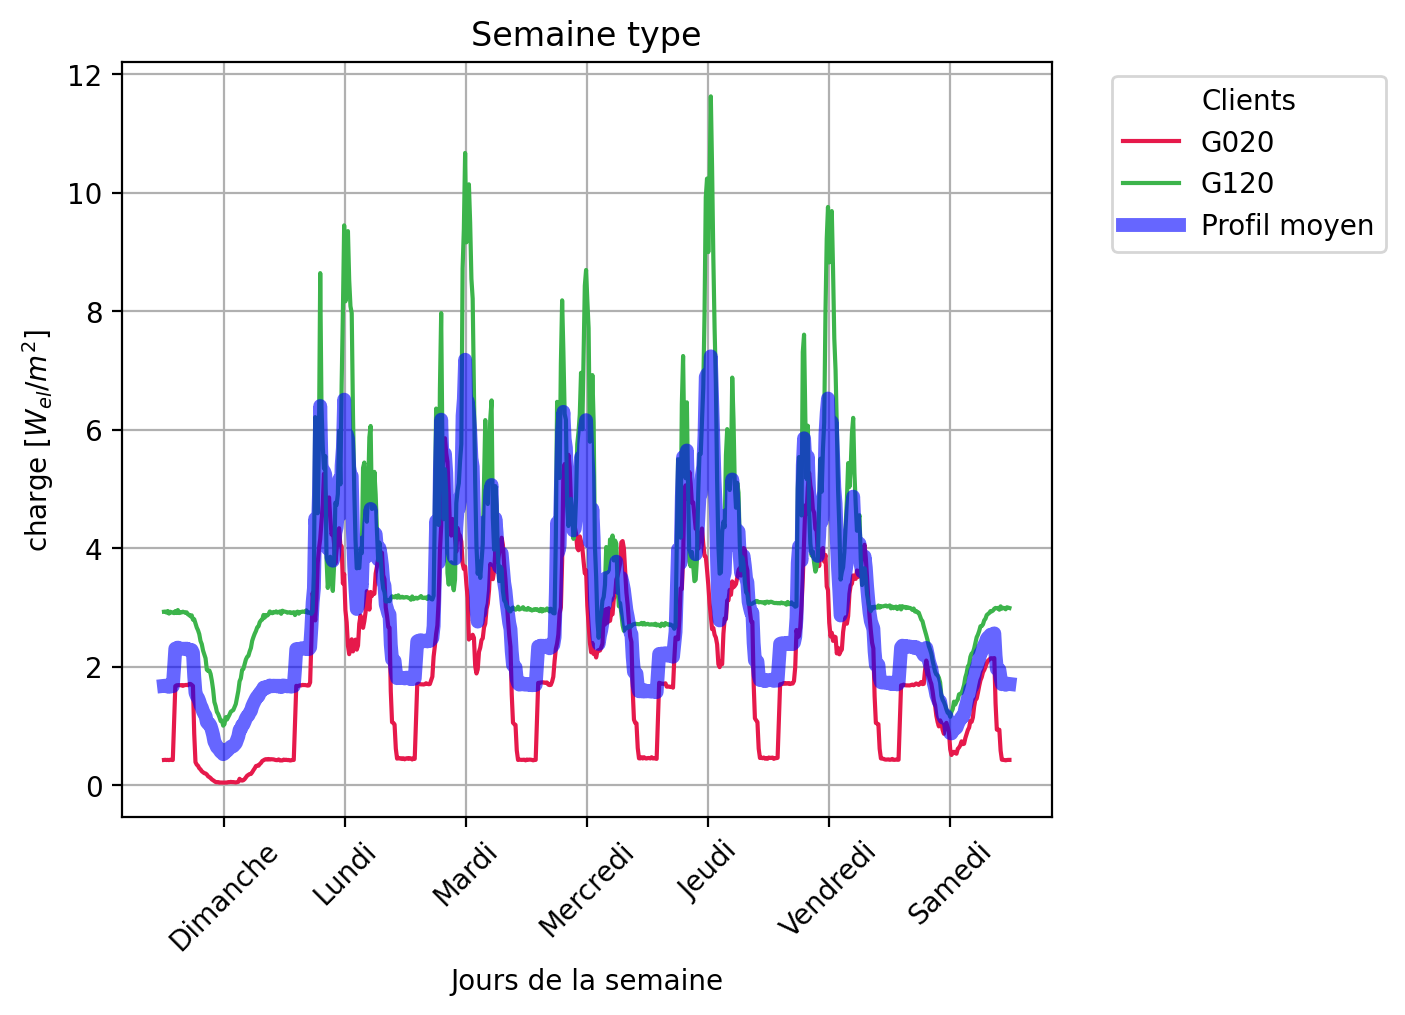 Semaine type
charge [W_el/m²]
12
10
8
6
4
2
0
Dimanche
Lundi
Mardi
Mercredi
Jeudi
Vendredi
Samedi
Jours de la semaine
Clients
G020
G120
Profil moyen